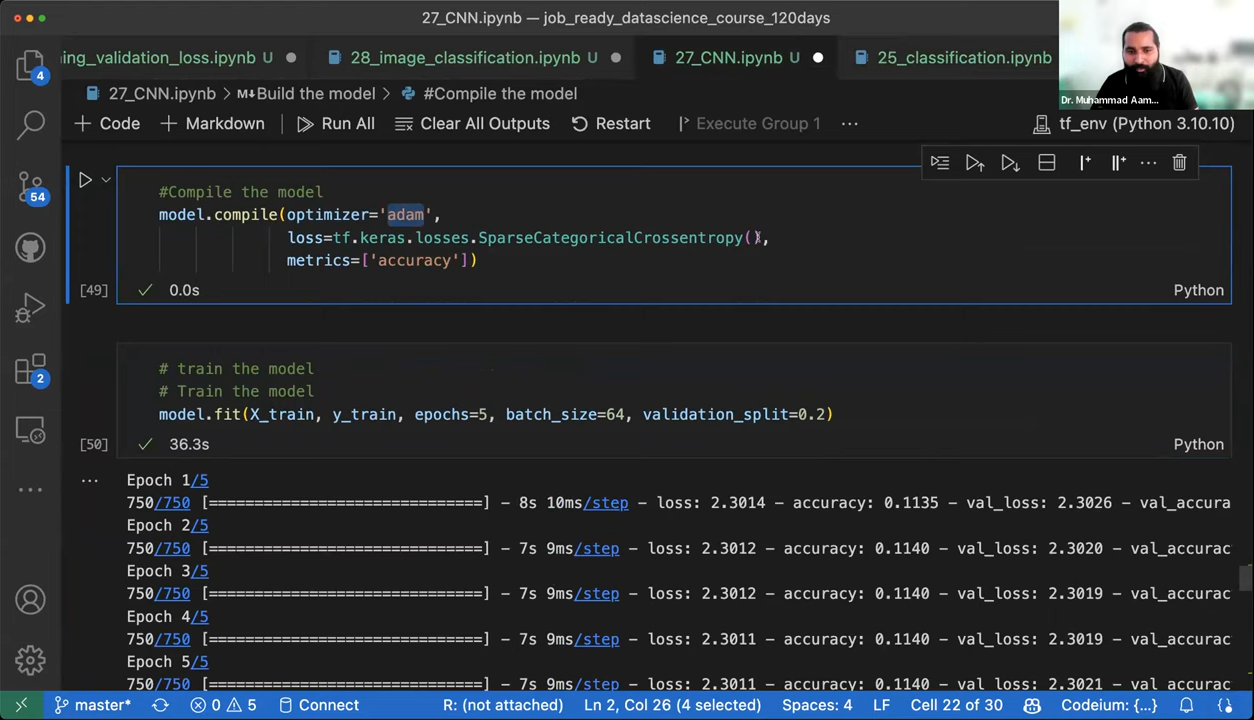 27_CNN.ipynb — job_ready_datascience_course_120days
4
ning_validation_loss.ipynb U
28_image_classification.ipynb U
27_CNN.ipynb U
25_classification.ipynb
Dr. Muhammad Aam...
27_CNN.ipynb > M↓Build the model > #Compile the model
+ Code + Markdown Run All Clear All Outputs Restart Execute Group 1 ...
tf_env (Python 3.10.10)
54
#Compile the model
model.compile(optimizer='adam',
loss=tf.keras.losses.SparseCategoricalCrossentropy(),
metrics=['accuracy'])
[49] 0.0s Python
# train the model
# Train the model
model.fit(X_train, y_train, epochs=5, batch_size=64, validation_split=0.2)
2
[50] 36.3s Python
... Epoch 1/5
750/750 [==============================] - 8s 10ms/step - loss: 2.3014 - accuracy: 0.1135 - val_loss: 2.3026 - val_accura
Epoch 2/5
750/750 [==============================] - 7s 9ms/step - loss: 2.3012 - accuracy: 0.1140 - val_loss: 2.3020 - val_accurac
Epoch 3/5
750/750 [==============================] - 7s 9ms/step - loss: 2.3012 - accuracy: 0.1140 - val_loss: 2.3019 - val_accurac
Epoch 4/5
750/750 [==============================] - 7s 9ms/step - loss: 2.3011 - accuracy: 0.1140 - val_loss: 2.3019 - val_accurac
Epoch 5/5
750/750 [==============================] - 7s 9ms/step - loss: 2.3011 - accuracy: 0.1140 - val_loss: 2.3021 - val_accurac
master* 0 5 Connect R: (not attached) Ln 2, Col 26 (4 selected) Spaces: 4 LF Cell 22 of 30 Codeium: {...}